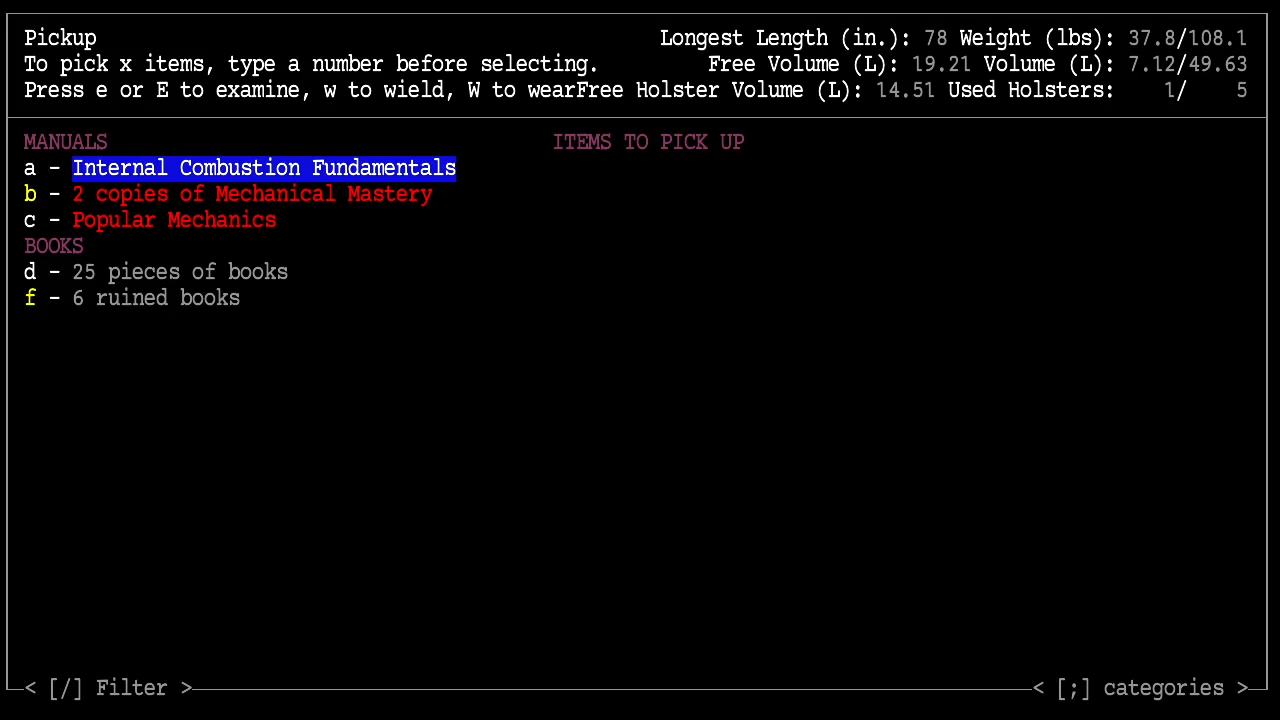 Pickup Longest Length (in.): 78 Weight (lbs): 37.8/108.1
To pick x items, type a number before selecting. Free Volume (L): 19.21 Volume (L): 7.12/49.63
Press e or E to examine, w to wield, W to wearFree Holster Volume (L): 14.51 Used Holsters: 1/ 5
MANUALS ITEMS TO PICK UP
a - Internal Combustion Fundamentals
b - 2 copies of Mechanical Mastery
c - Popular Mechanics
BOOKS
d - 25 pieces of books
f - 6 ruined books
< [/] Filter > < [;] categories >